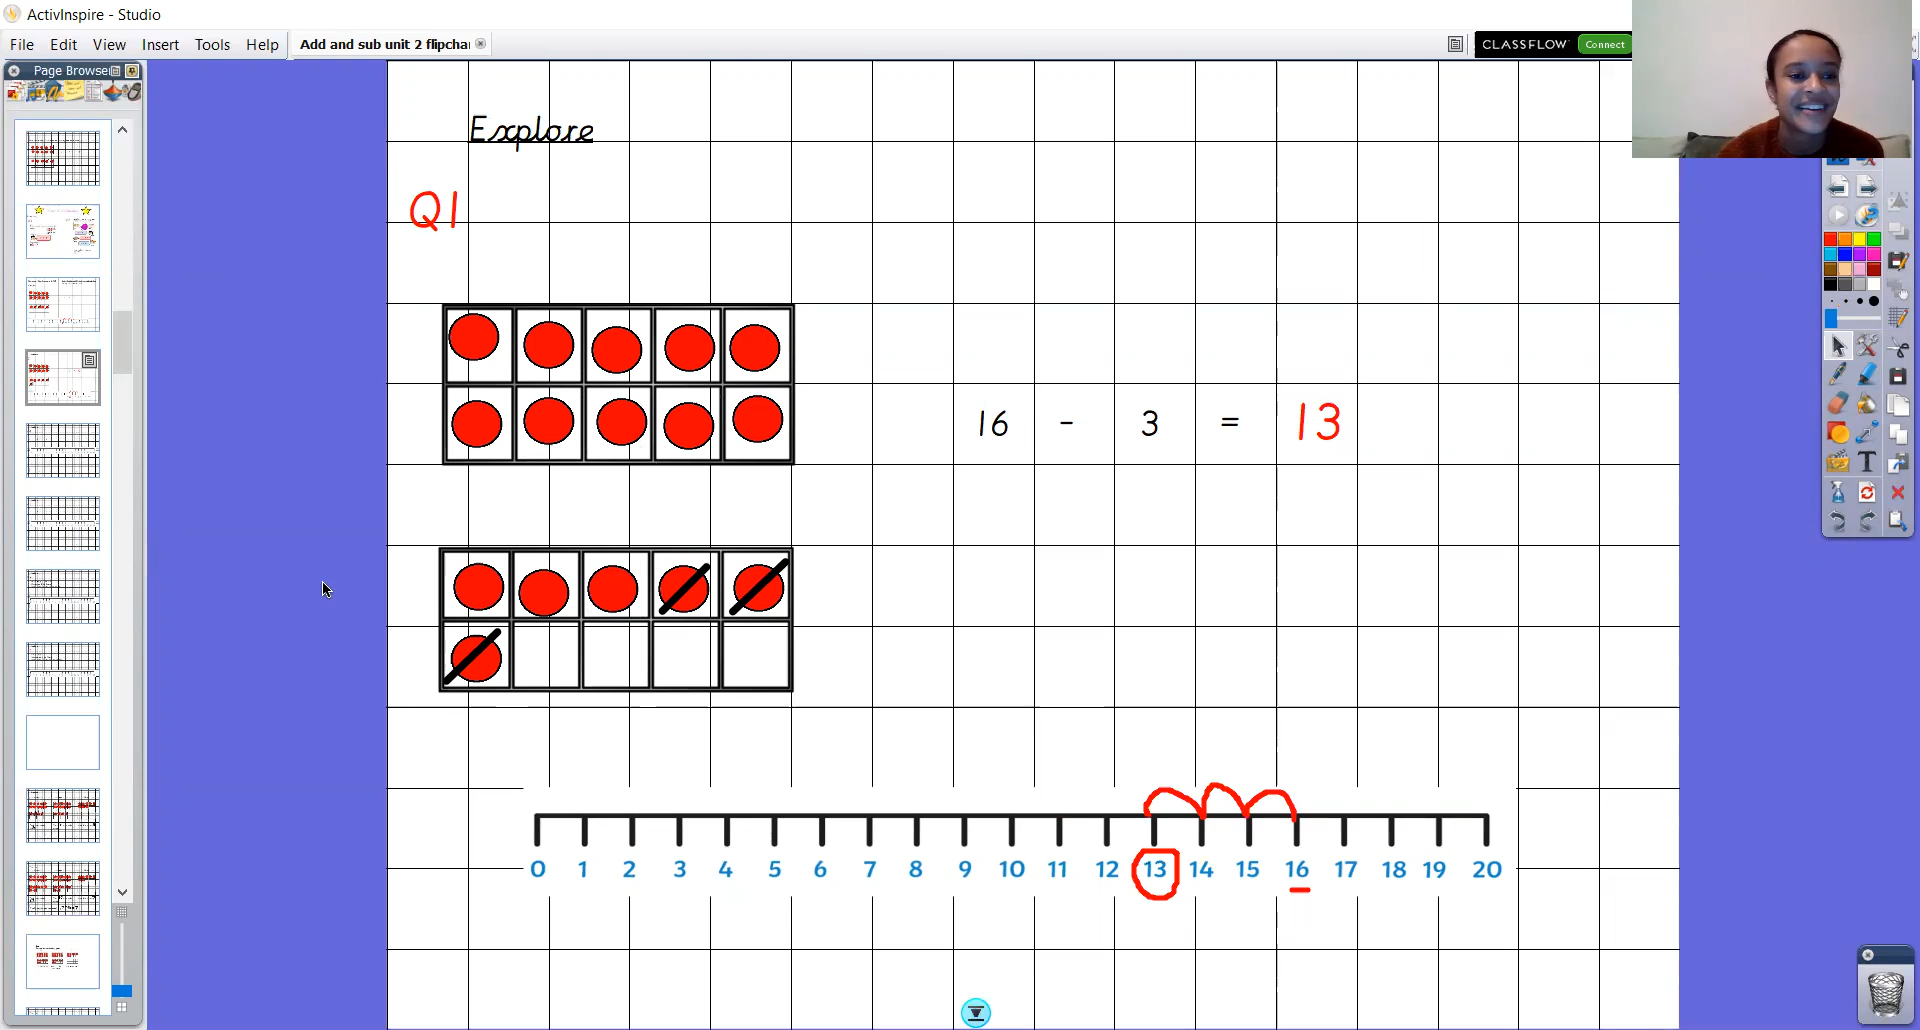 ActivInspire - Studio
File Edit View Insert Tools Help
Add and sub unit 2 flipchar
CLASSFLOW Connect
Page Browser
Explore
Q1
16 - 3 = 13
0 1 2 3 4 5 6 7 8 9 10 11 12 13 14 15 16 17 18 19 20